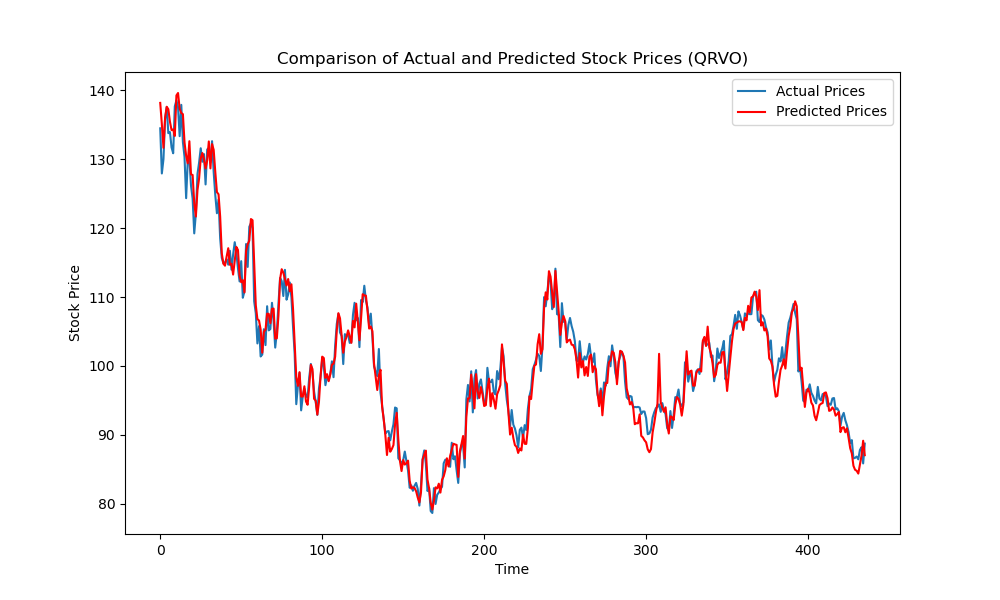 Comparison of Actual and Predicted Stock Prices (QRVO)
Actual Prices
Predicted Prices
Stock Price
140
130
120
110
100
90
80
0 100 200 300 400
Time